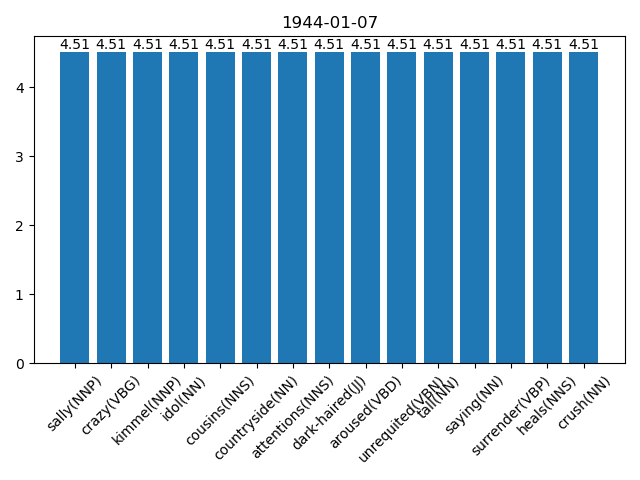 1944-01-07
4.51 4.51 4.51 4.51 4.51 4.51 4.51 4.51 4.51 4.51 4.51 4.51 4.51 4.51 4.51
4
3
2
1
0
sally(NNP)
crazy(VBG)
kimmel(NNP)
idol(NN)
cousins(NNS)
countryside(NN)
attentions(NNS)
dark-haired(JJ)
aroused(VBD)
unrequited(VBN)
tall(NN)
saying(NN)
surrender(VBP)
heals(NNS)
crush(NN)